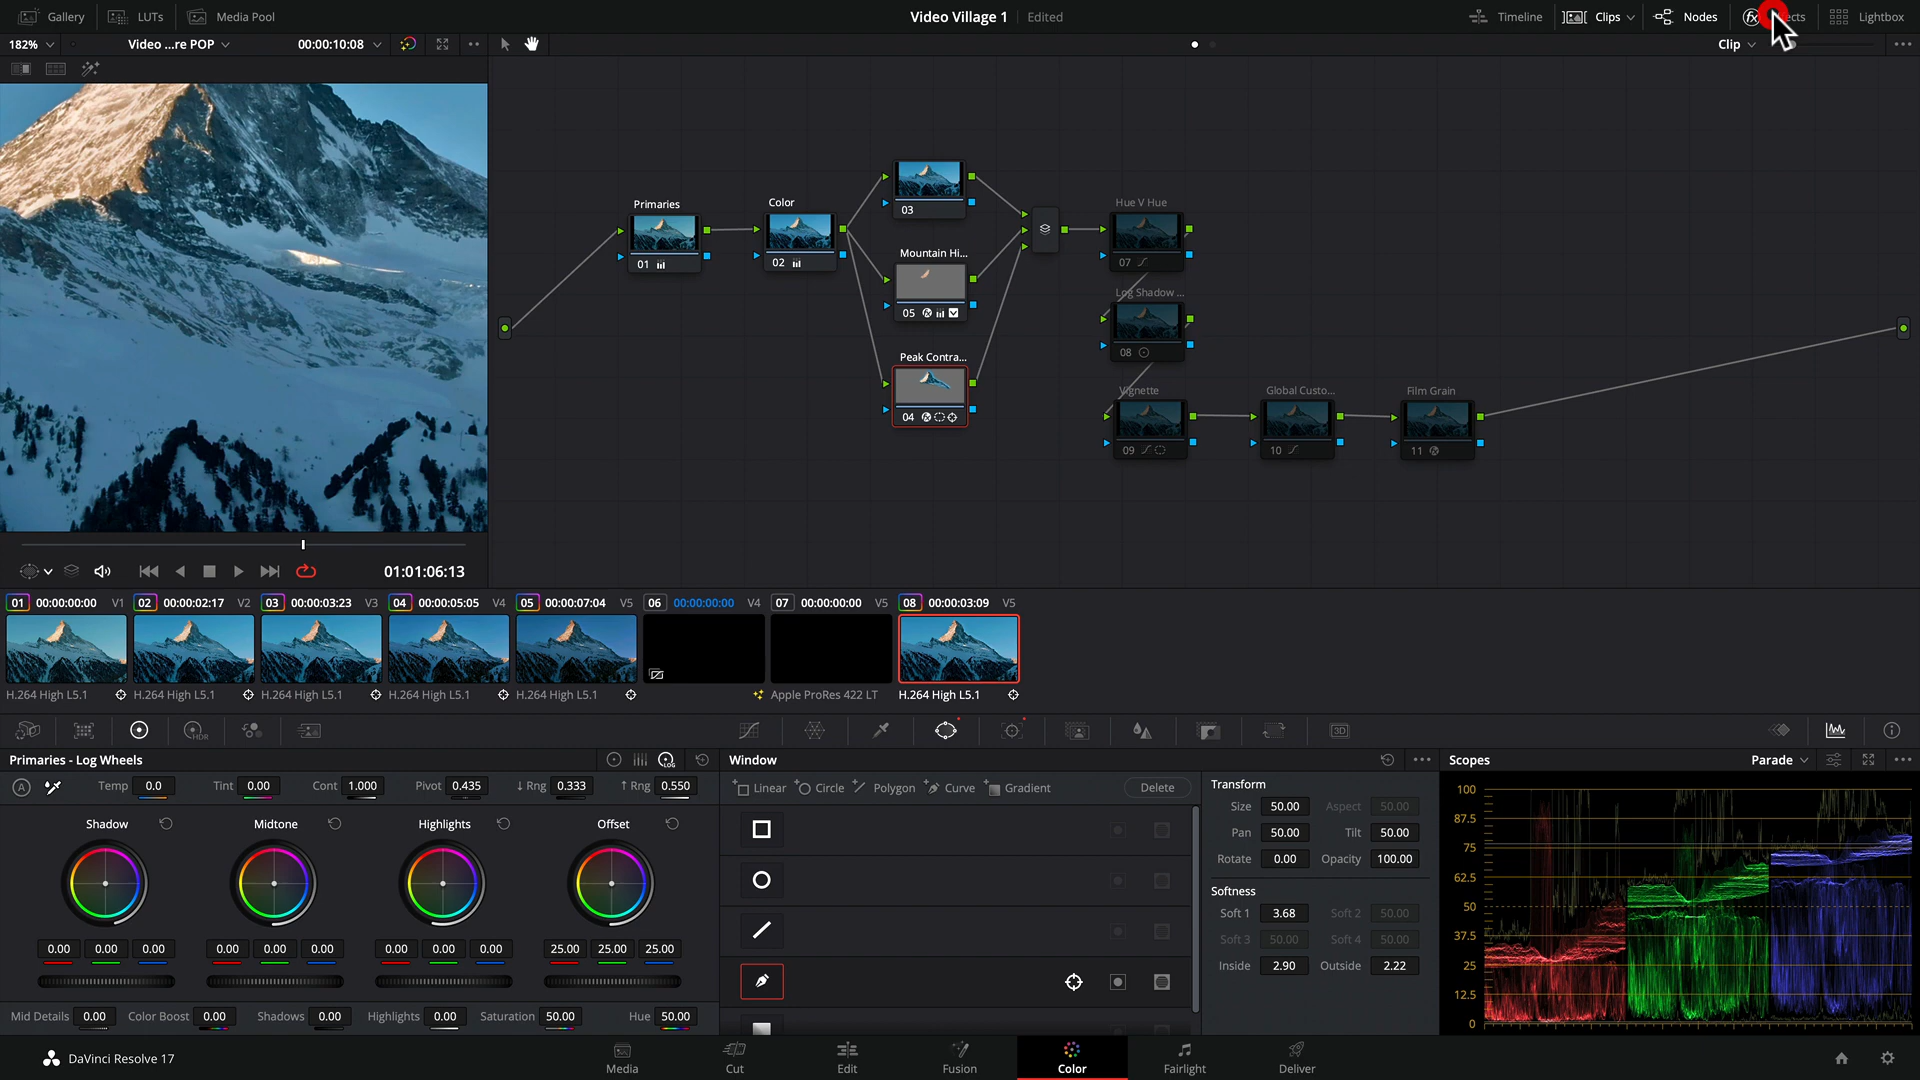 Gallery LUTs Media Pool Video Village 1 Edited Timeline Clips Nodes Lightbox
182% Video ...re POP 00:00:10:08 Clip
Primaries
01
Color
02
03
Mountain Hi...
05
Peak Contra...
04
Hue V Hue
07
Log Shadow ...
08
Vignette
09
Global Custo...
10
Film Grain
11
01:01:06:13
01 00:00:00:00 V1 02 00:00:02:17 V2 03 00:00:03:23 V3 04 00:00:05:05 V4 05 00:00:07:04 V5 06 00:00:00:00 V4 07 00:00:00:00 V5 08 00:00:03:09 V5
H.264 High L5.1 H.264 High L5.1 H.264 High L5.1 H.264 High L5.1 H.264 High L5.1 Apple ProRes 422 LT H.264 High L5.1
HDR 3D
Primaries - Log Wheels LOG
A Temp 0.0 Tint 0.00 Cont 1.000 Pivot 0.435 ↓ Rng 0.333 ↑ Rng 0.550
Shadow Midtone Highlights Offset
0.00 0.00 0.00 0.00 0.00 0.00 0.00 0.00 0.00 25.00 25.00 25.00
Mid Details 0.00 Color Boost 0.00 Shadows 0.00 Highlights 0.00 Saturation 50.00 Hue 50.00
Window
Linear Circle Polygon Curve Gradient Delete
Transform
Size 50.00 Aspect 50.00
Pan 50.00 Tilt 50.00
Rotate 0.00 Opacity 100.00
Softness
Soft 1 3.68 Soft 2 50.00
Soft 3 50.00 Soft 4 50.00
Inside 2.90 Outside 2.22
Scopes Parade
100
87.5
75
62.5
50
37.5
25
12.5
0
DaVinci Resolve 17 Media Cut Edit Fusion Color Fairlight Deliver